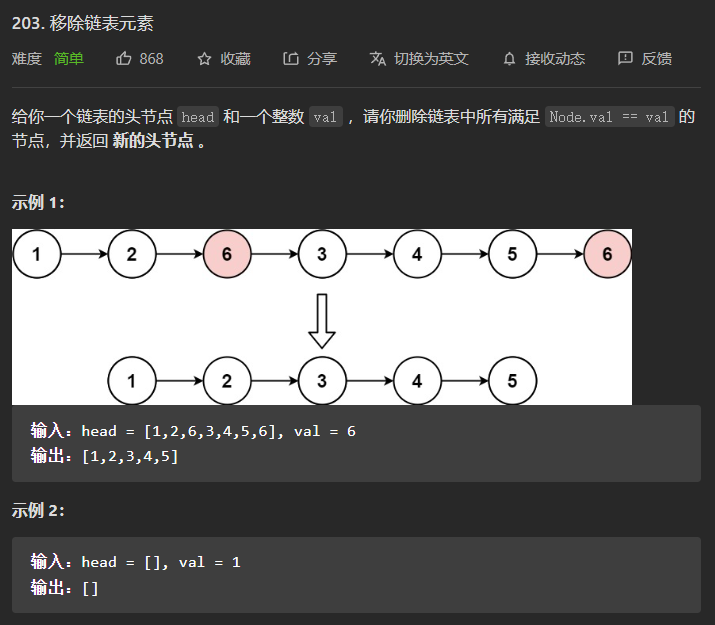 203. 移除链表元素
难度 简单 868 收藏 分享 切换为英文 接收动态 反馈
给你一个链表的头节点 head 和一个整数 val ，请你删除链表中所有满足 Node.val == val 的
节点，并返回 新的头节点 。
示例 1：
1 2 6 3 4 5 6
1 2 3 4 5
输入：head = [1,2,6,3,4,5,6], val = 6
输出：[1,2,3,4,5]
示例 2：
输入：head = [], val = 1
输出：[]